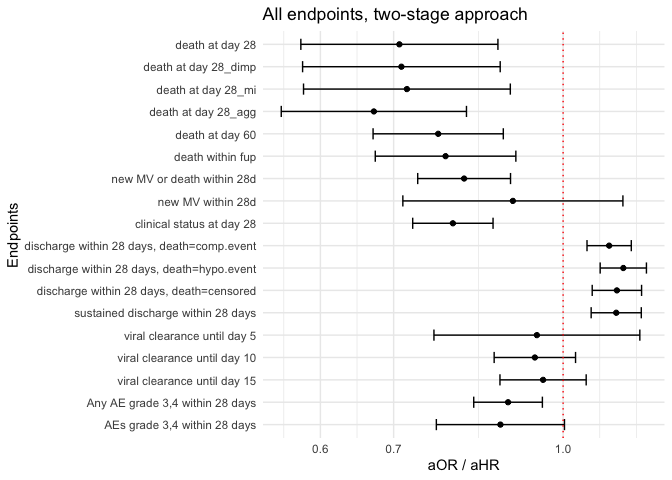 All endpoints, two-stage approach
Endpoints
death at day 28
death at day 28_dimp
death at day 28_mi
death at day 28_agg
death at day 60
death within fup
new MV or death within 28d
new MV within 28d
clinical status at day 28
discharge within 28 days, death=comp.event
discharge within 28 days, death=hypo.event
discharge within 28 days, death=censored
sustained discharge within 28 days
viral clearance until day 5
viral clearance until day 10
viral clearance until day 15
Any AE grade 3,4 within 28 days
AEs grade 3,4 within 28 days
0.6 0.7 1.0
aOR / aHR